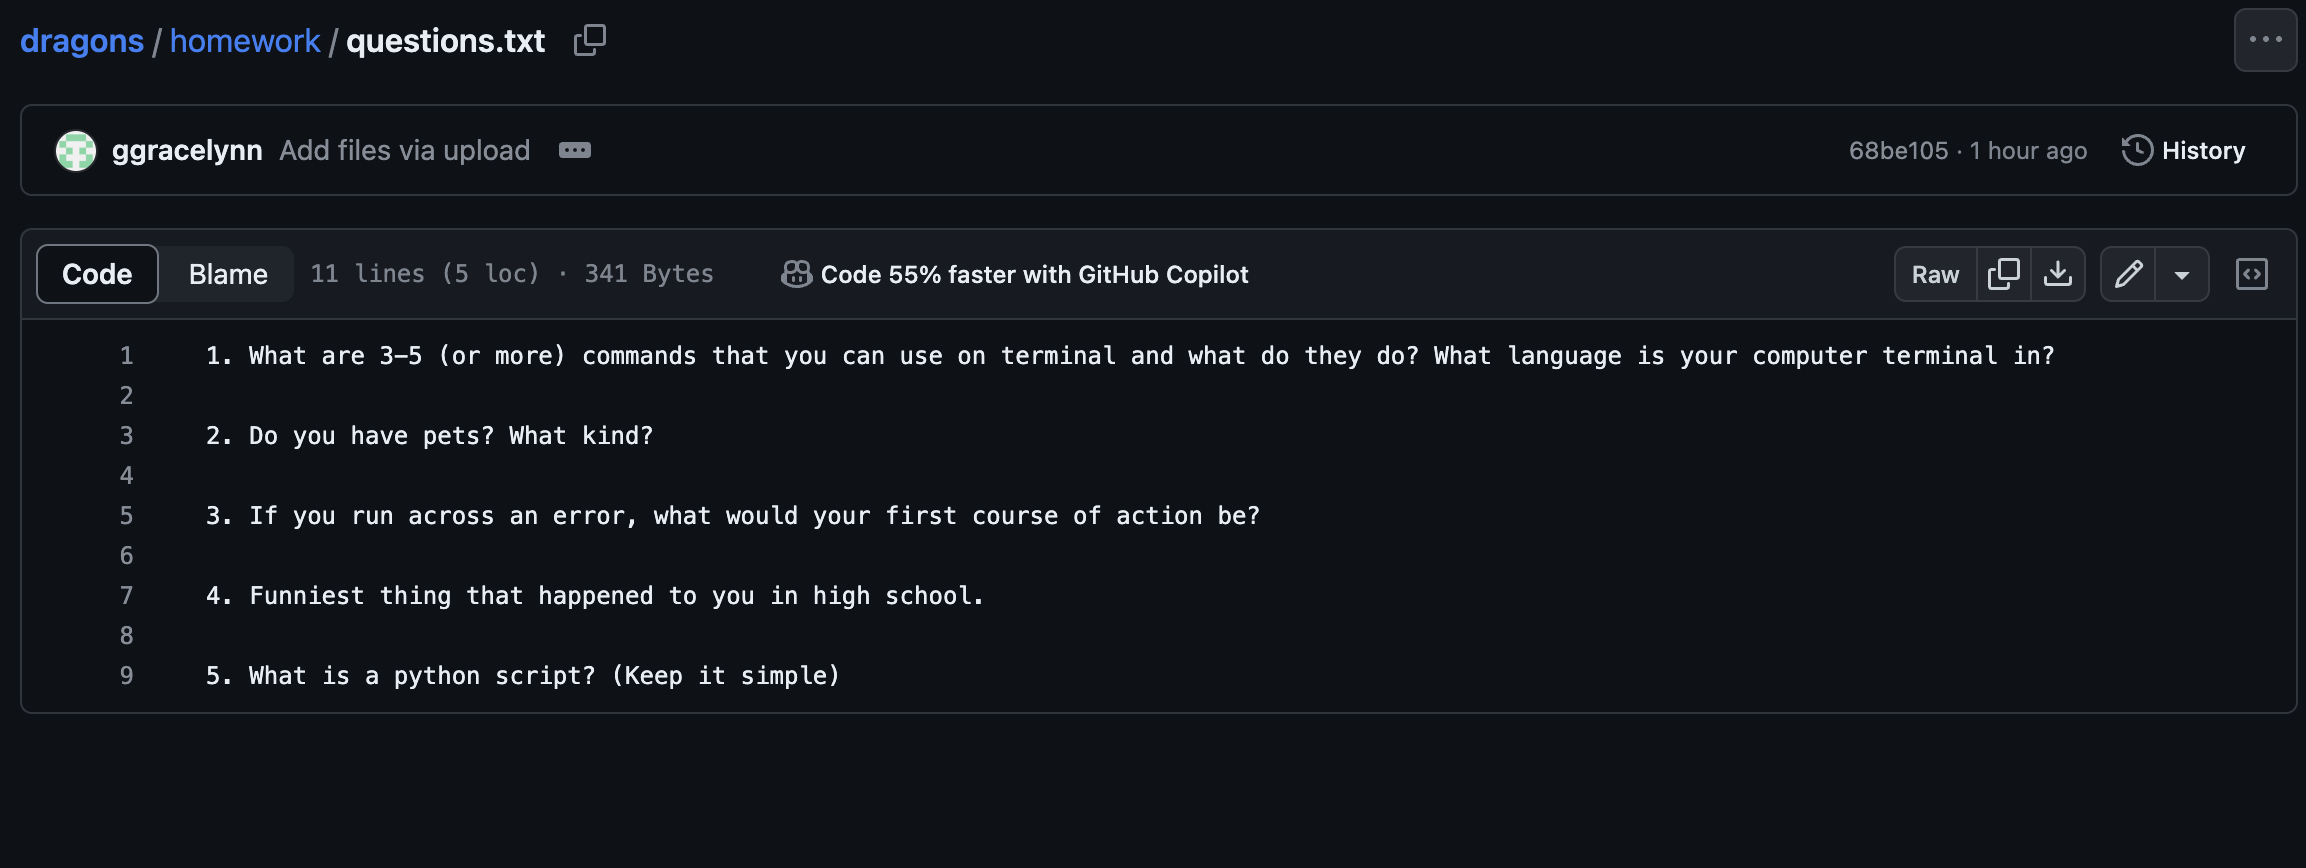 dragons / homework / questions.txt
ggracelynn Add files via upload
68be105 · 1 hour ago History
Code Blame 11 lines (5 loc) · 341 Bytes Code 55% faster with GitHub Copilot Raw
1 1. What are 3-5 (or more) commands that you can use on terminal and what do they do? What language is your computer terminal in?
2
3 2. Do you have pets? What kind?
4
5 3. If you run across an error, what would your first course of action be?
6
7 4. Funniest thing that happened to you in high school.
8
9 5. What is a python script? (Keep it simple)